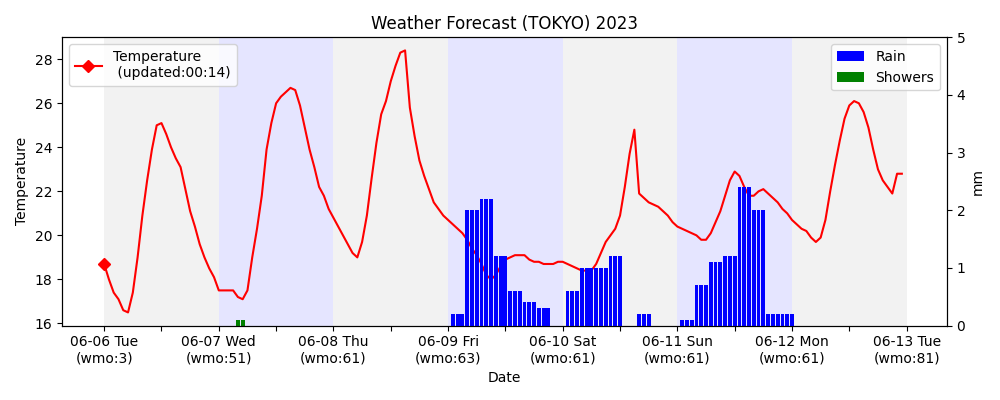 Weather Forecast (TOKYO) 2023
Temperature
(updated:00:14)
Rain
Showers
28
26
24
22
20
18
16
Temperature
5
4
3
2
1
0
mm
06-06 Tue
(wmo:3)
06-07 Wed
(wmo:51)
06-08 Thu
(wmo:61)
06-09 Fri
(wmo:63)
06-10 Sat
(wmo:61)
06-11 Sun
(wmo:61)
06-12 Mon
(wmo:61)
06-13 Tue
(wmo:81)
Date